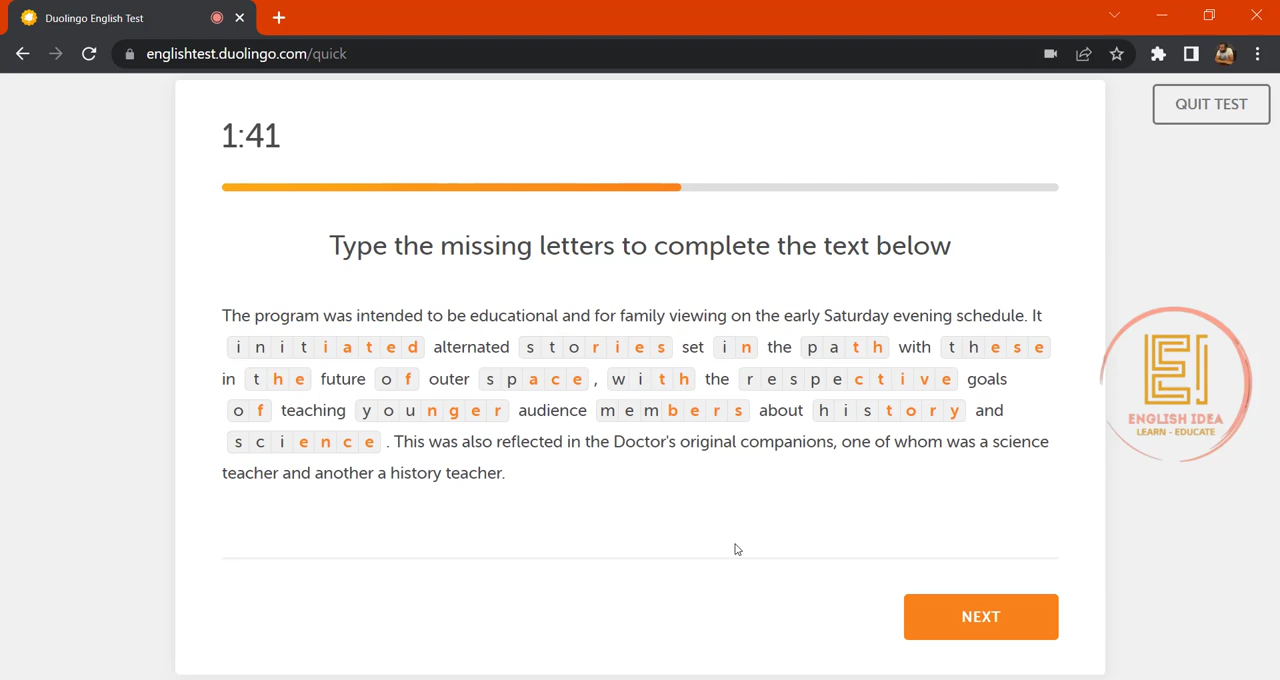 Duolingo English Test
englishtest.duolingo.com/quick
QUIT TEST
1:41
Type the missing letters to complete the text below
The program was intended to be educational and for family viewing on the early Saturday evening schedule. It
initiated alternated stories set in the path with these
in the future of outer space, with the respective goals
of teaching younger audience members about history and
science. This was also reflected in the Doctor's original companions, one of whom was a science
teacher and another a history teacher.
EI
ENGLISH IDEA
LEARN - EDUCATE
NEXT